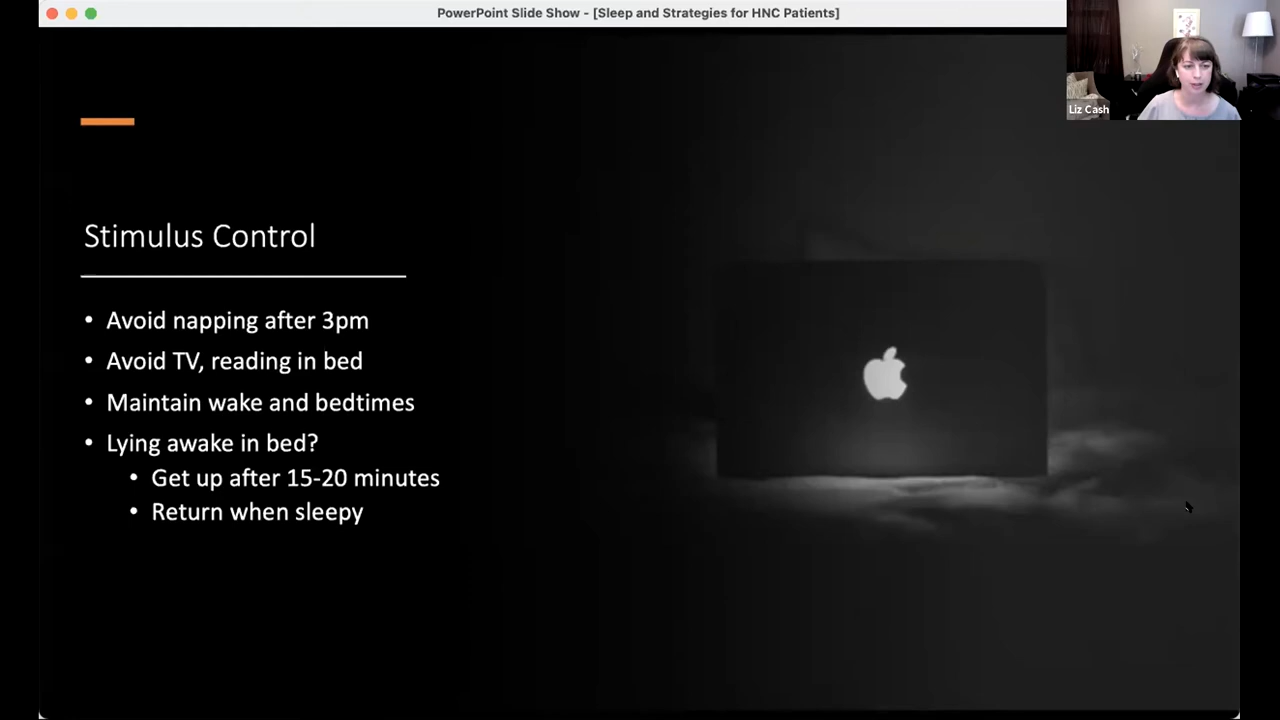 PowerPoint Slide Show - [Sleep and Strategies for HNC Patients]
Liz Cash
Stimulus Control
• Avoid napping after 3pm
• Avoid TV, reading in bed
• Maintain wake and bedtimes
• Lying awake in bed?
• Get up after 15-20 minutes
• Return when sleepy